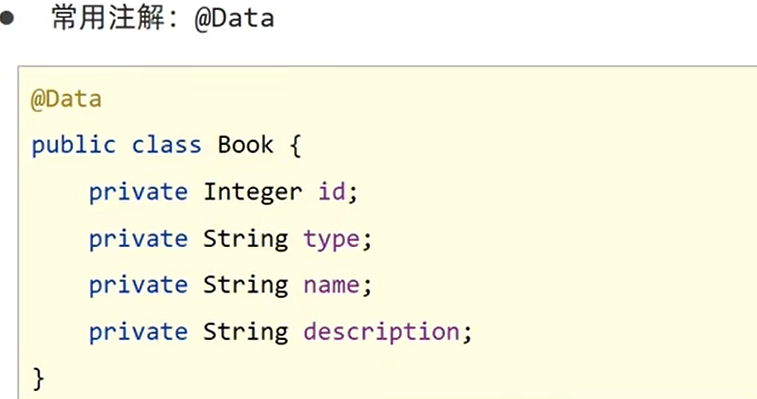 ● 常用注解：@Data
@Data
public class Book {
    private Integer id;
    private String type;
    private String name;
    private String description;
}